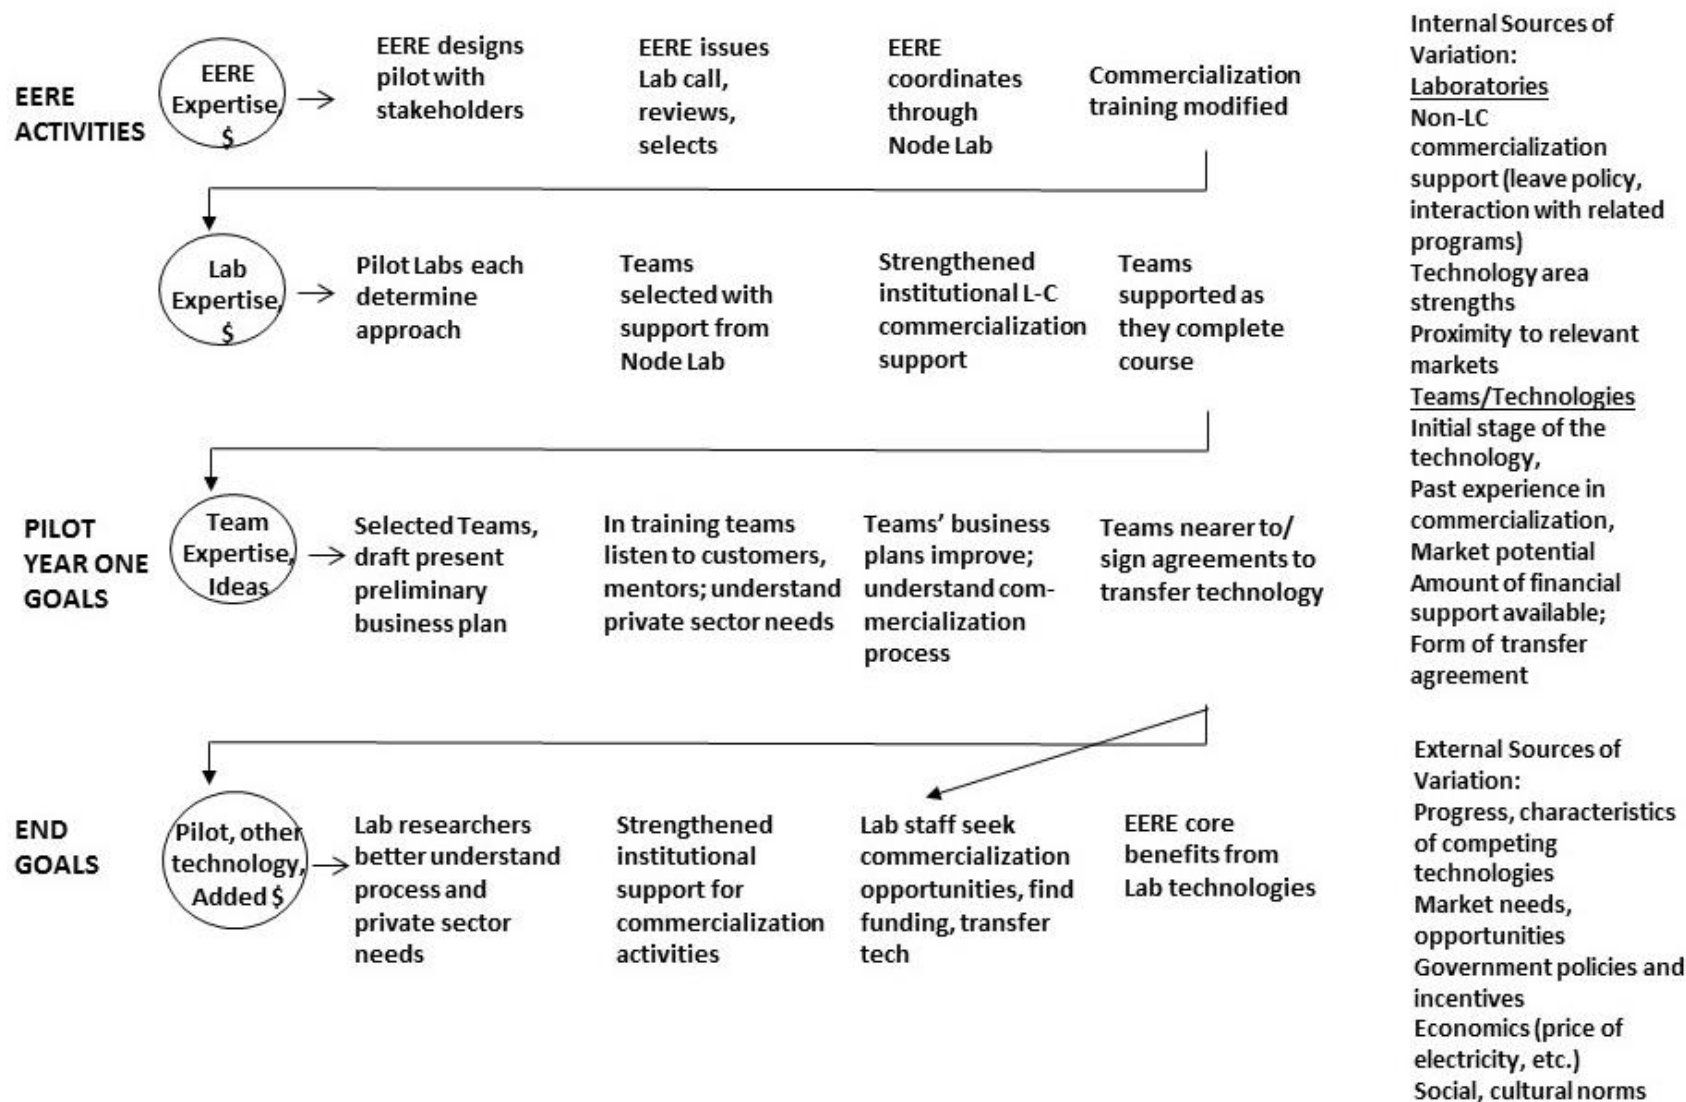 EERE
ACTIVITIES
EERE
Expertise,
$
EERE designs
pilot with
stakeholders
EERE issues
Lab call,
reviews,
selects
EERE
coordinates
through
Node Lab
Commercialization
training modified
Lab
Expertise,
$
Pilot Labs each
determine
approach
Teams
selected with
support from
Node Lab
Strengthened
institutional L-C
commercialization
support
Teams
supported as
they complete
course
PILOT
YEAR ONE
GOALS
Team
Expertise,
Ideas
Selected Teams,
draft present
preliminary
business plan
In training teams
listen to customers,
mentors; understand
private sector needs
Teams’ business
plans improve;
understand com-
mercialization
process
Teams nearer to/
sign agreements to
transfer technology
END
GOALS
Pilot, other
technology,
Added $
Lab researchers
better understand
process and
private sector
needs
Strengthened
institutional
support for
commercialization
activities
Lab staff seek
commercialization
opportunities, find
funding, transfer
tech
EERE core
benefits from
Lab technologies
Internal Sources of
Variation:
Laboratories
Non-LC
commercialization
support (leave policy,
interaction with related
programs)
Technology area
strengths
Proximity to relevant
markets
Teams/Technologies
Initial stage of the
technology,
Past experience in
commercialization,
Market potential
Amount of financial
support available;
Form of transfer
agreement
External Sources of
Variation:
Progress, characteristics
of competing
technologies
Market needs,
opportunities
Government policies and
incentives
Economics (price of
electricity, etc.)
Social, cultural norms